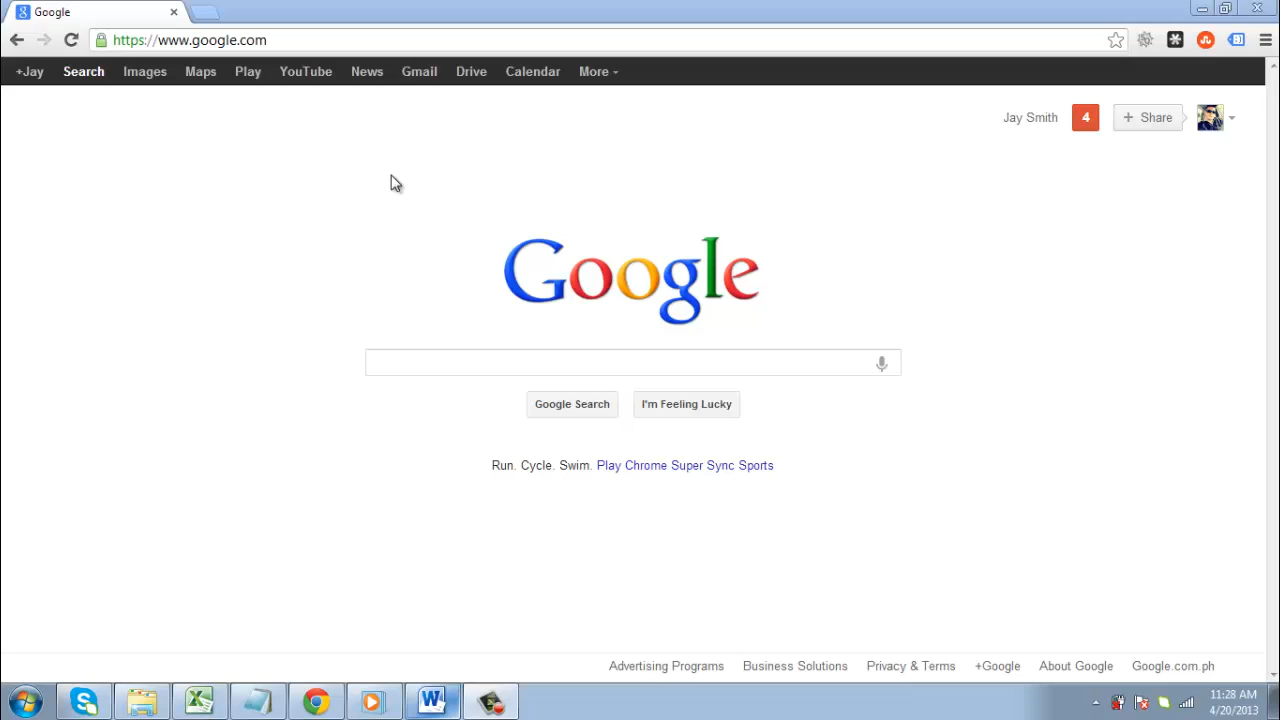 Google
https://www.google.com
+Jay Search Images Maps Play YouTube News Gmail Drive Calendar More
Jay Smith 4 + Share
Google
Google Search I'm Feeling Lucky
Run. Cycle. Swim. Play Chrome Super Sync Sports
Advertising Programs Business Solutions Privacy & Terms +Google About Google Google.com.ph
11:28 AM
4/20/2013